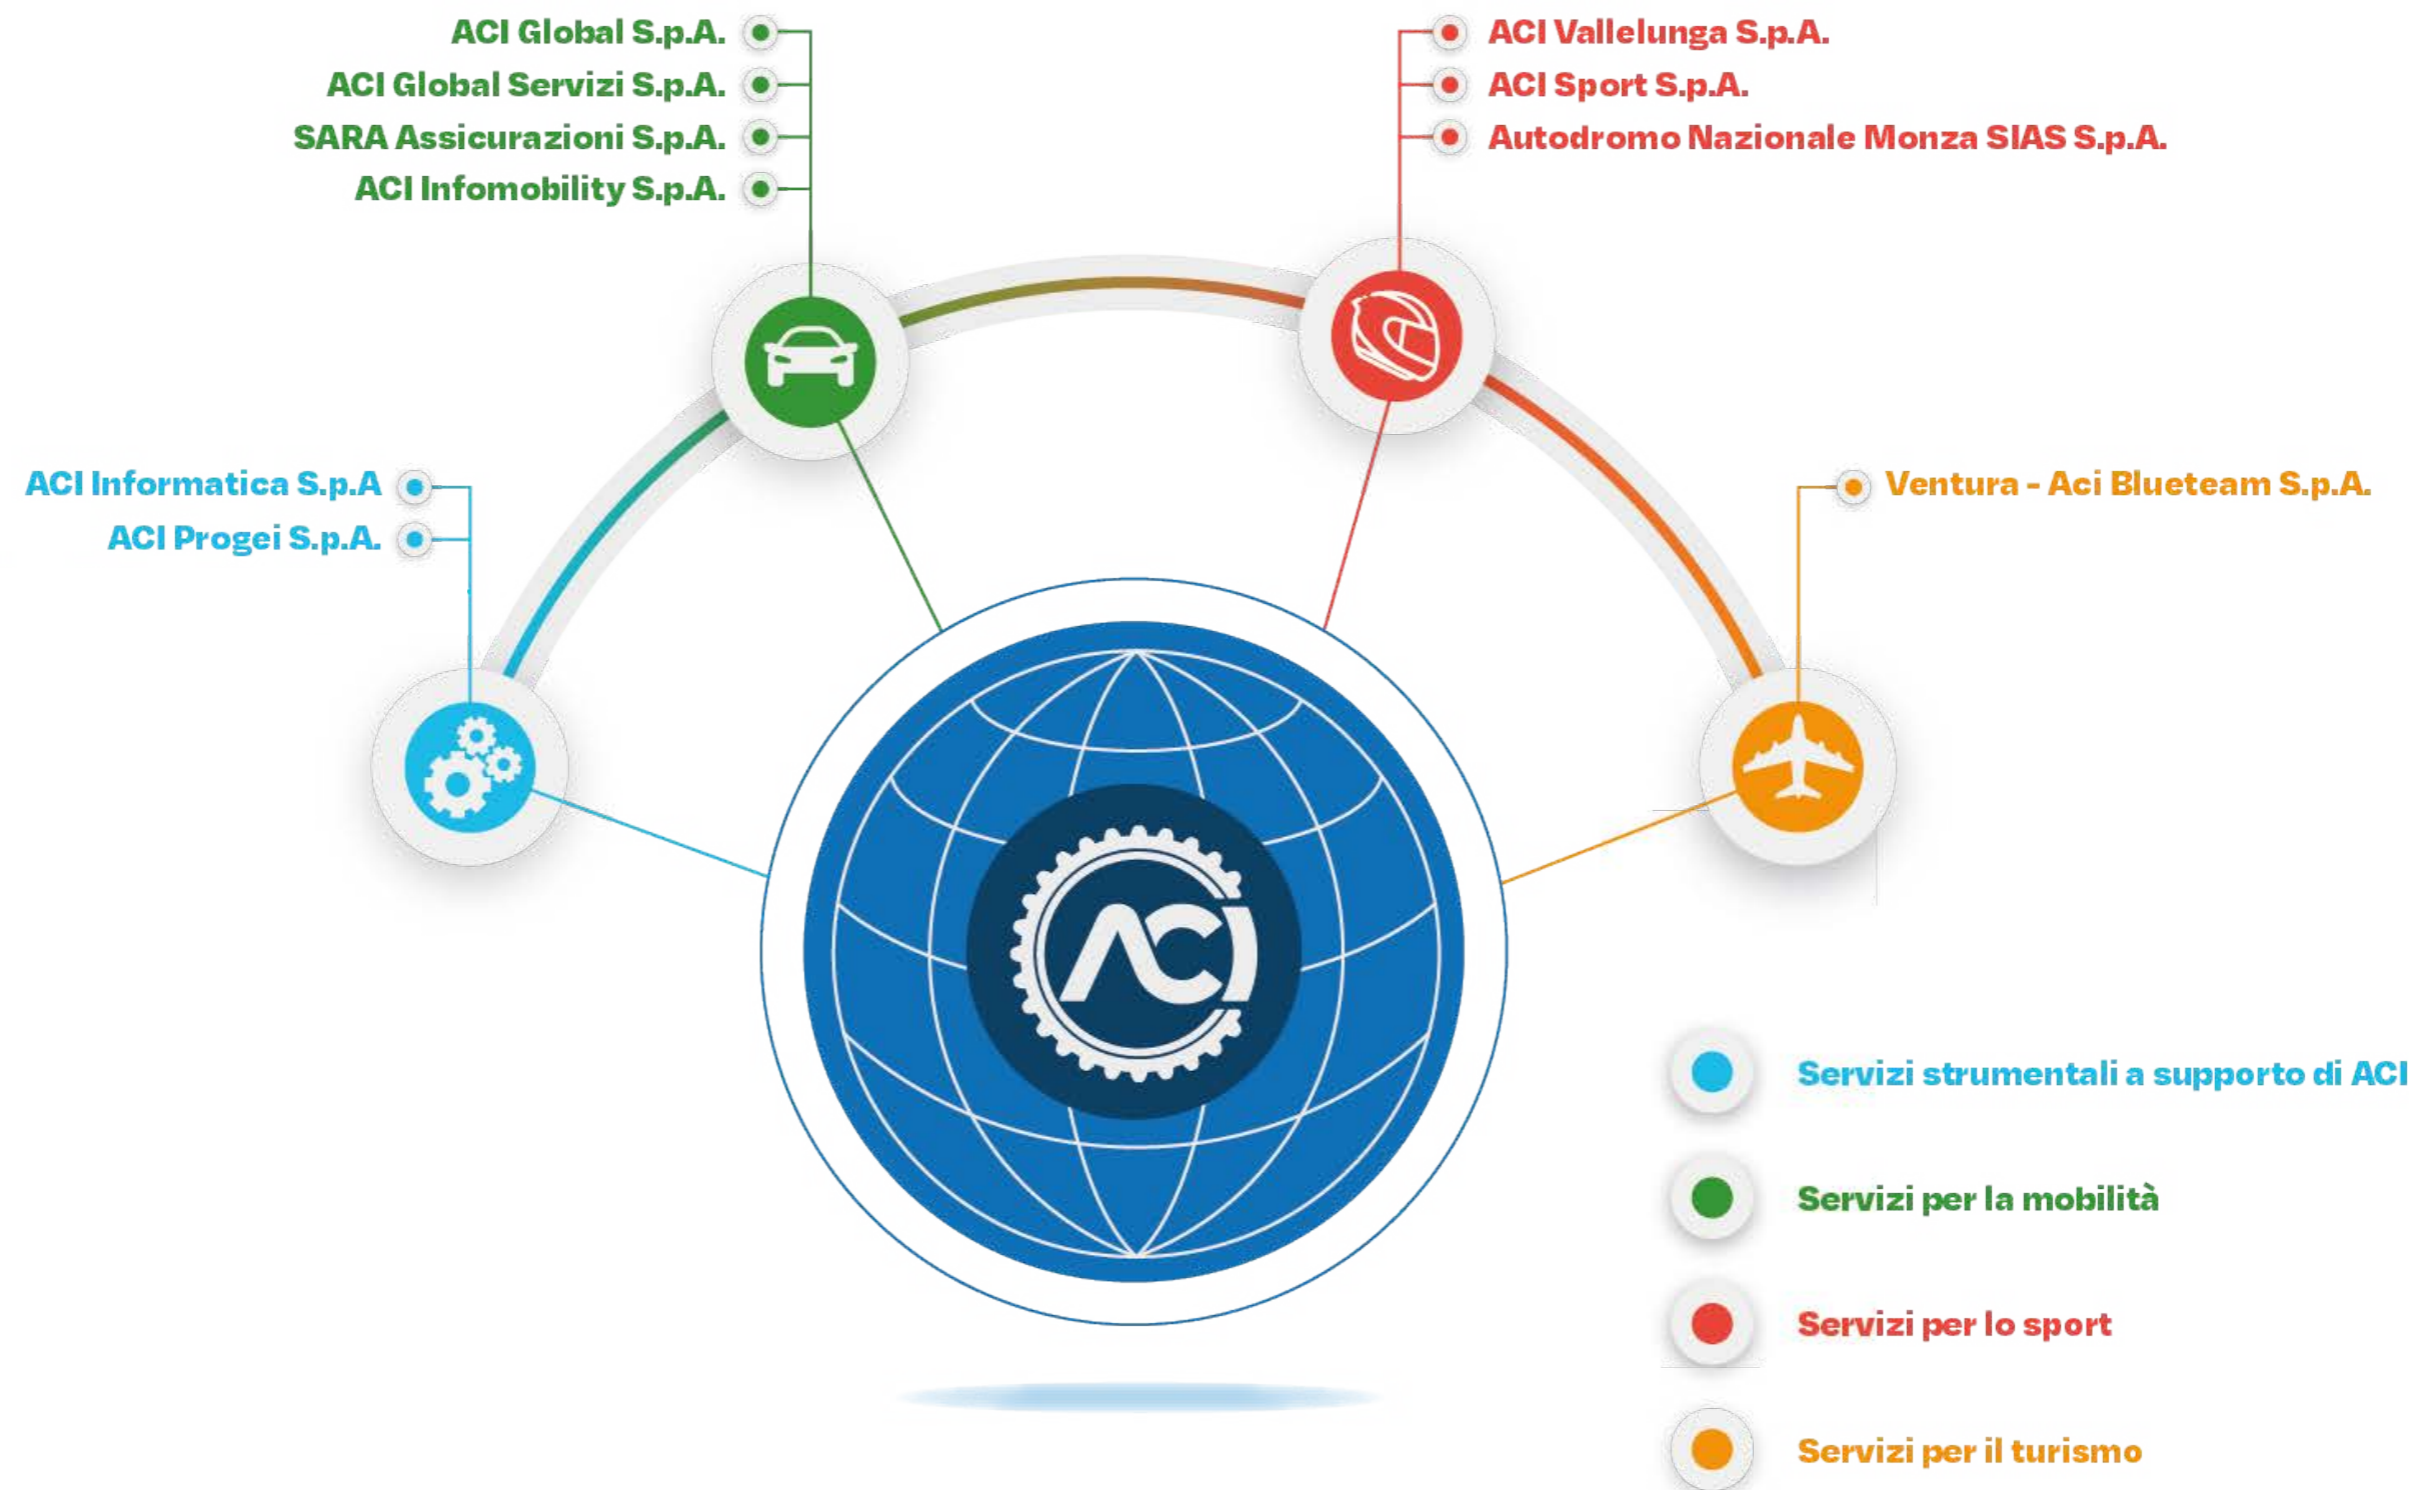 ACI Global S.p.A.
ACI Global Servizi S.p.A.
SARA Assicurazioni S.p.A.
ACI Infomobility S.p.A.
ACI Vallelunga S.p.A.
ACI Sport S.p.A.
Autodromo Nazionale Monza SIAS S.p.A.
ACI Informatica S.p.A
ACI Progei S.p.A.
Ventura - Aci Blueteam S.p.A.
ACI
Servizi strumentali a supporto di ACI
Servizi per la mobilità
Servizi per lo sport
Servizi per il turismo